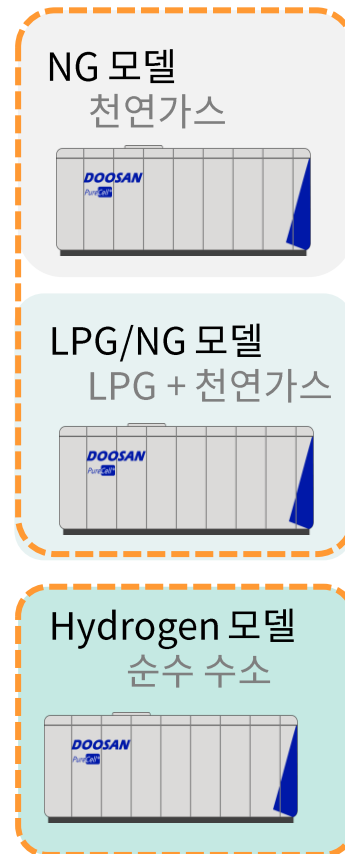 NG 모델
천연가스
DOOSAN
PureCell®
LPG/NG 모델
LPG + 천연가스
DOOSAN
PureCell®
Hydrogen 모델
순수 수소
DOOSAN
PureCell®